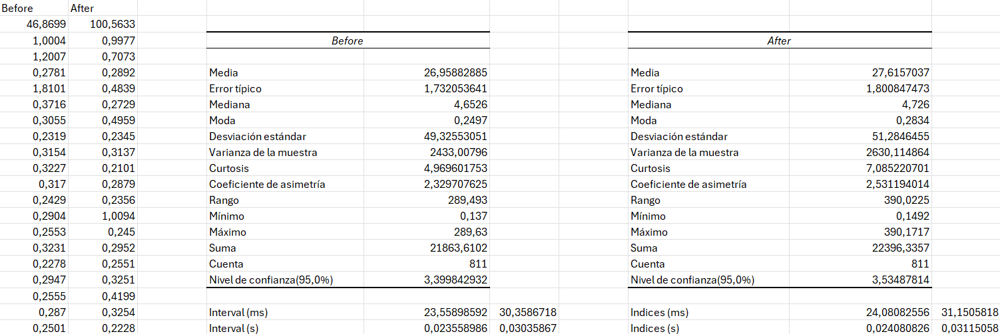 Before After
46,8699 100,5633
1,0004 0,9977 Before After
1,2007 0,7073
0,2781 0,2892 Media 26,95882885 Media 27,6157037
1,8101 0,4839 Error típico 1,732053641 Error típico 1,800847473
0,3716 0,2729 Mediana 4,6526 Mediana 4,726
0,3055 0,4959 Moda 0,2497 Moda 0,2834
0,2319 0,2345 Desviación estándar 49,32553051 Desviación estándar 51,2846455
0,3154 0,3137 Varianza de la muestra 2433,00796 Varianza de la muestra 2630,114864
0,3227 0,2101 Curtosis 4,969601753 Curtosis 7,085220701
0,317 0,2879 Coeficiente de asimetría 2,329707625 Coeficiente de asimetría 2,531194014
0,2429 0,2356 Rango 289,493 Rango 390,0225
0,2904 1,0094 Mínimo 0,137 Mínimo 0,1492
0,2553 0,245 Máximo 289,63 Máximo 390,1717
0,3231 0,2952 Suma 21863,6102 Suma 22396,3357
0,2278 0,2551 Cuenta 811 Cuenta 811
0,2947 0,3251 Nivel de confianza(95,0%) 3,399842932 Nivel de confianza(95,0%) 3,53487814
0,2555 0,4199
0,287 0,3254 Interval (ms) 23,55898592 30,3586718 Indices (ms) 24,08082556 31,1505818
0,2501 0,2228 Interval (s) 0,023558986 0,03035867 Indices (s) 0,024080826 0,03115058